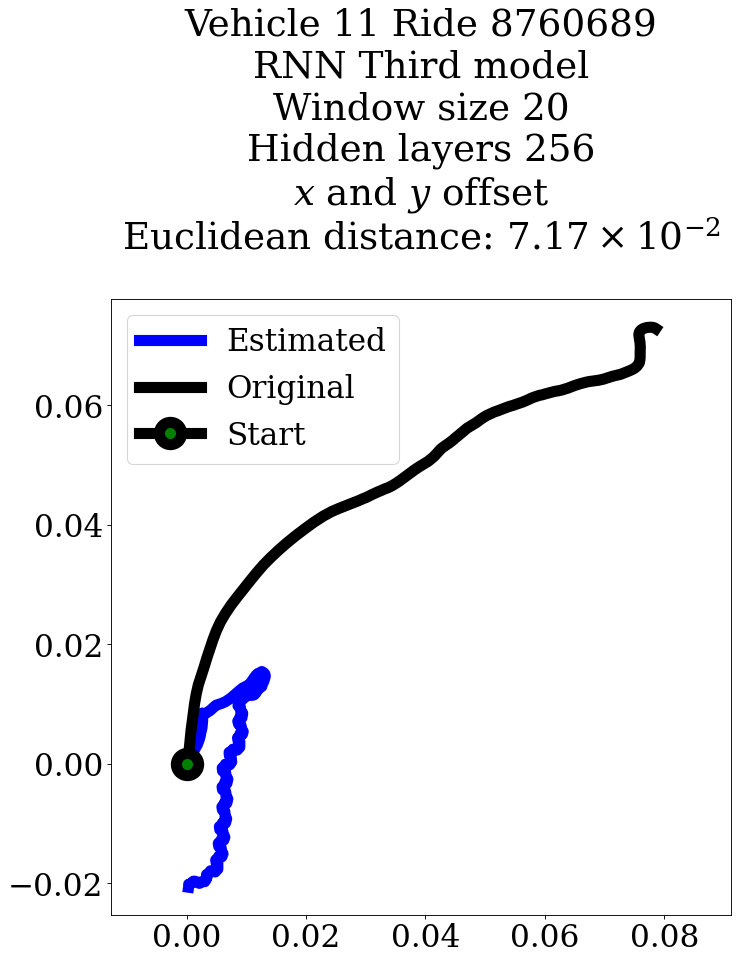 Vehicle 11 Ride 8760689
RNN Third model
Window size 20
Hidden layers 256
x and y offset
Euclidean distance: 7.17 × 10⁻²
Estimated
Original
Start
0.06
0.04
0.02
0.00
−0.02
0.00 0.02 0.04 0.06 0.08